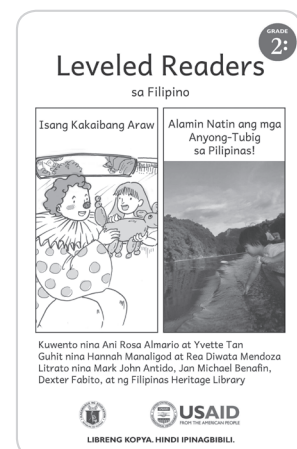 GRADE
2:
Leveled Readers
sa Filipino
Isang Kakaibang Araw
Alamin Natin ang mga
Anyong-Tubig
sa Pilipinas!
Kuwento nina Ani Rosa Almario at Yvette Tan
Guhit nina Hannah Manaligod at Rea Diwata Mendoza
Litrato nina Mark John Antido, Jan Michael Benafin,
Dexter Fabito, at ng Filipinas Heritage Library
USAID
FROM THE AMERICAN PEOPLE
LIBRENG KOPYA. HINDI IPINAGBIBILI.